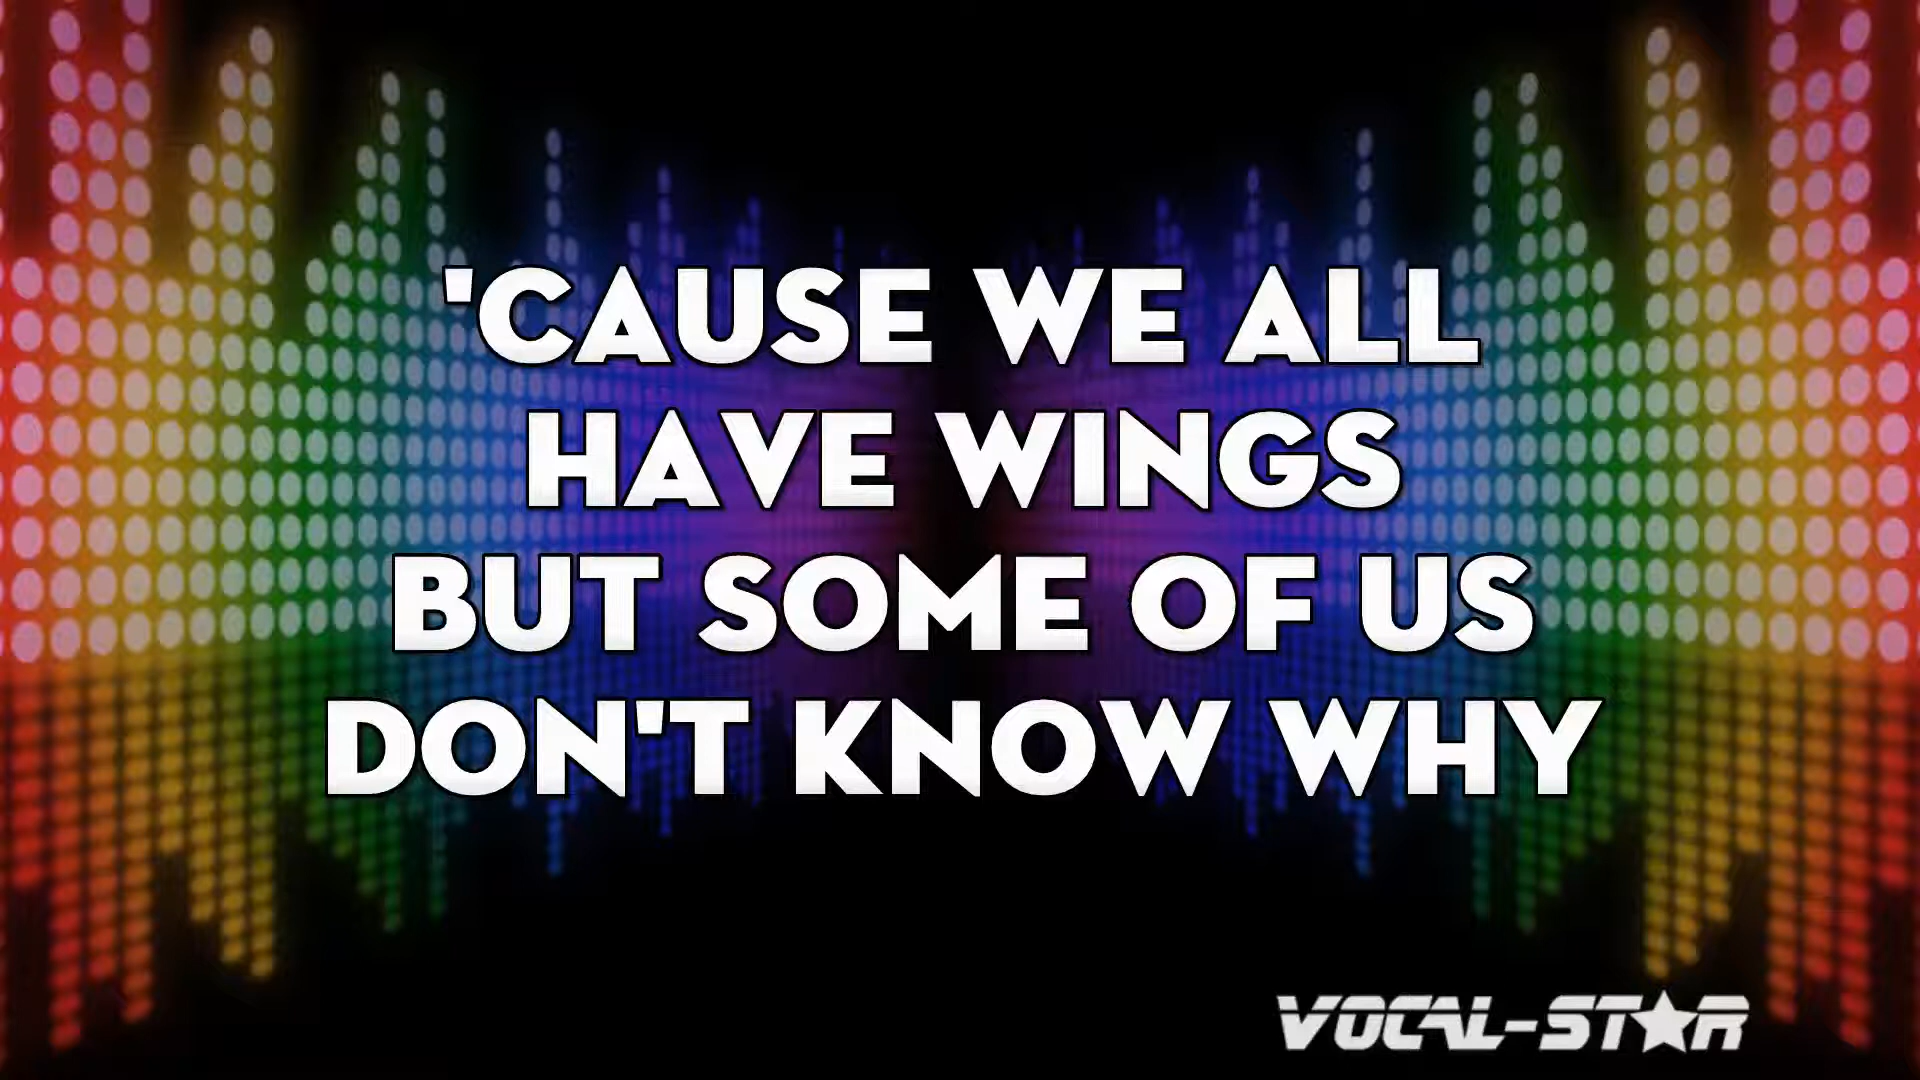 'CAUSE WE ALL
HAVE WINGS
BUT SOME OF US
DON'T KNOW WHY
VOCAL-STAR